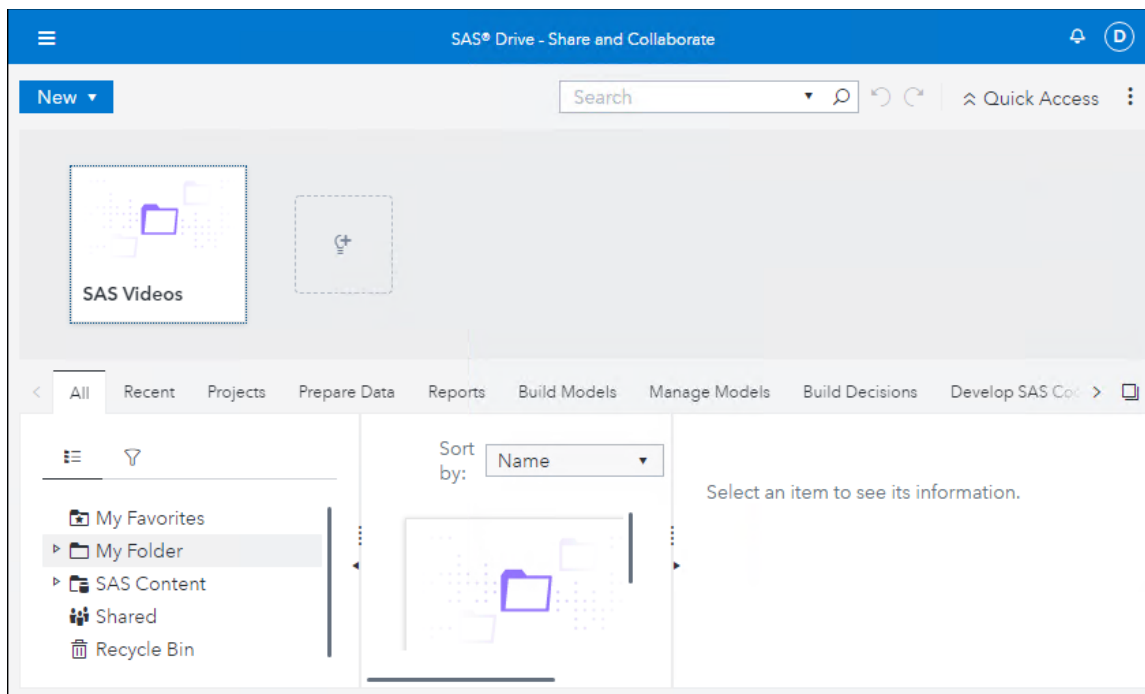 SAS® Drive - Share and Collaborate
D
New
Search
Quick Access
SAS Videos
All Recent Projects Prepare Data Reports Build Models Manage Models Build Decisions Develop SAS
Sort by:
Name
Select an item to see its information.
My Favorites
My Folder
SAS Content
Shared
Recycle Bin